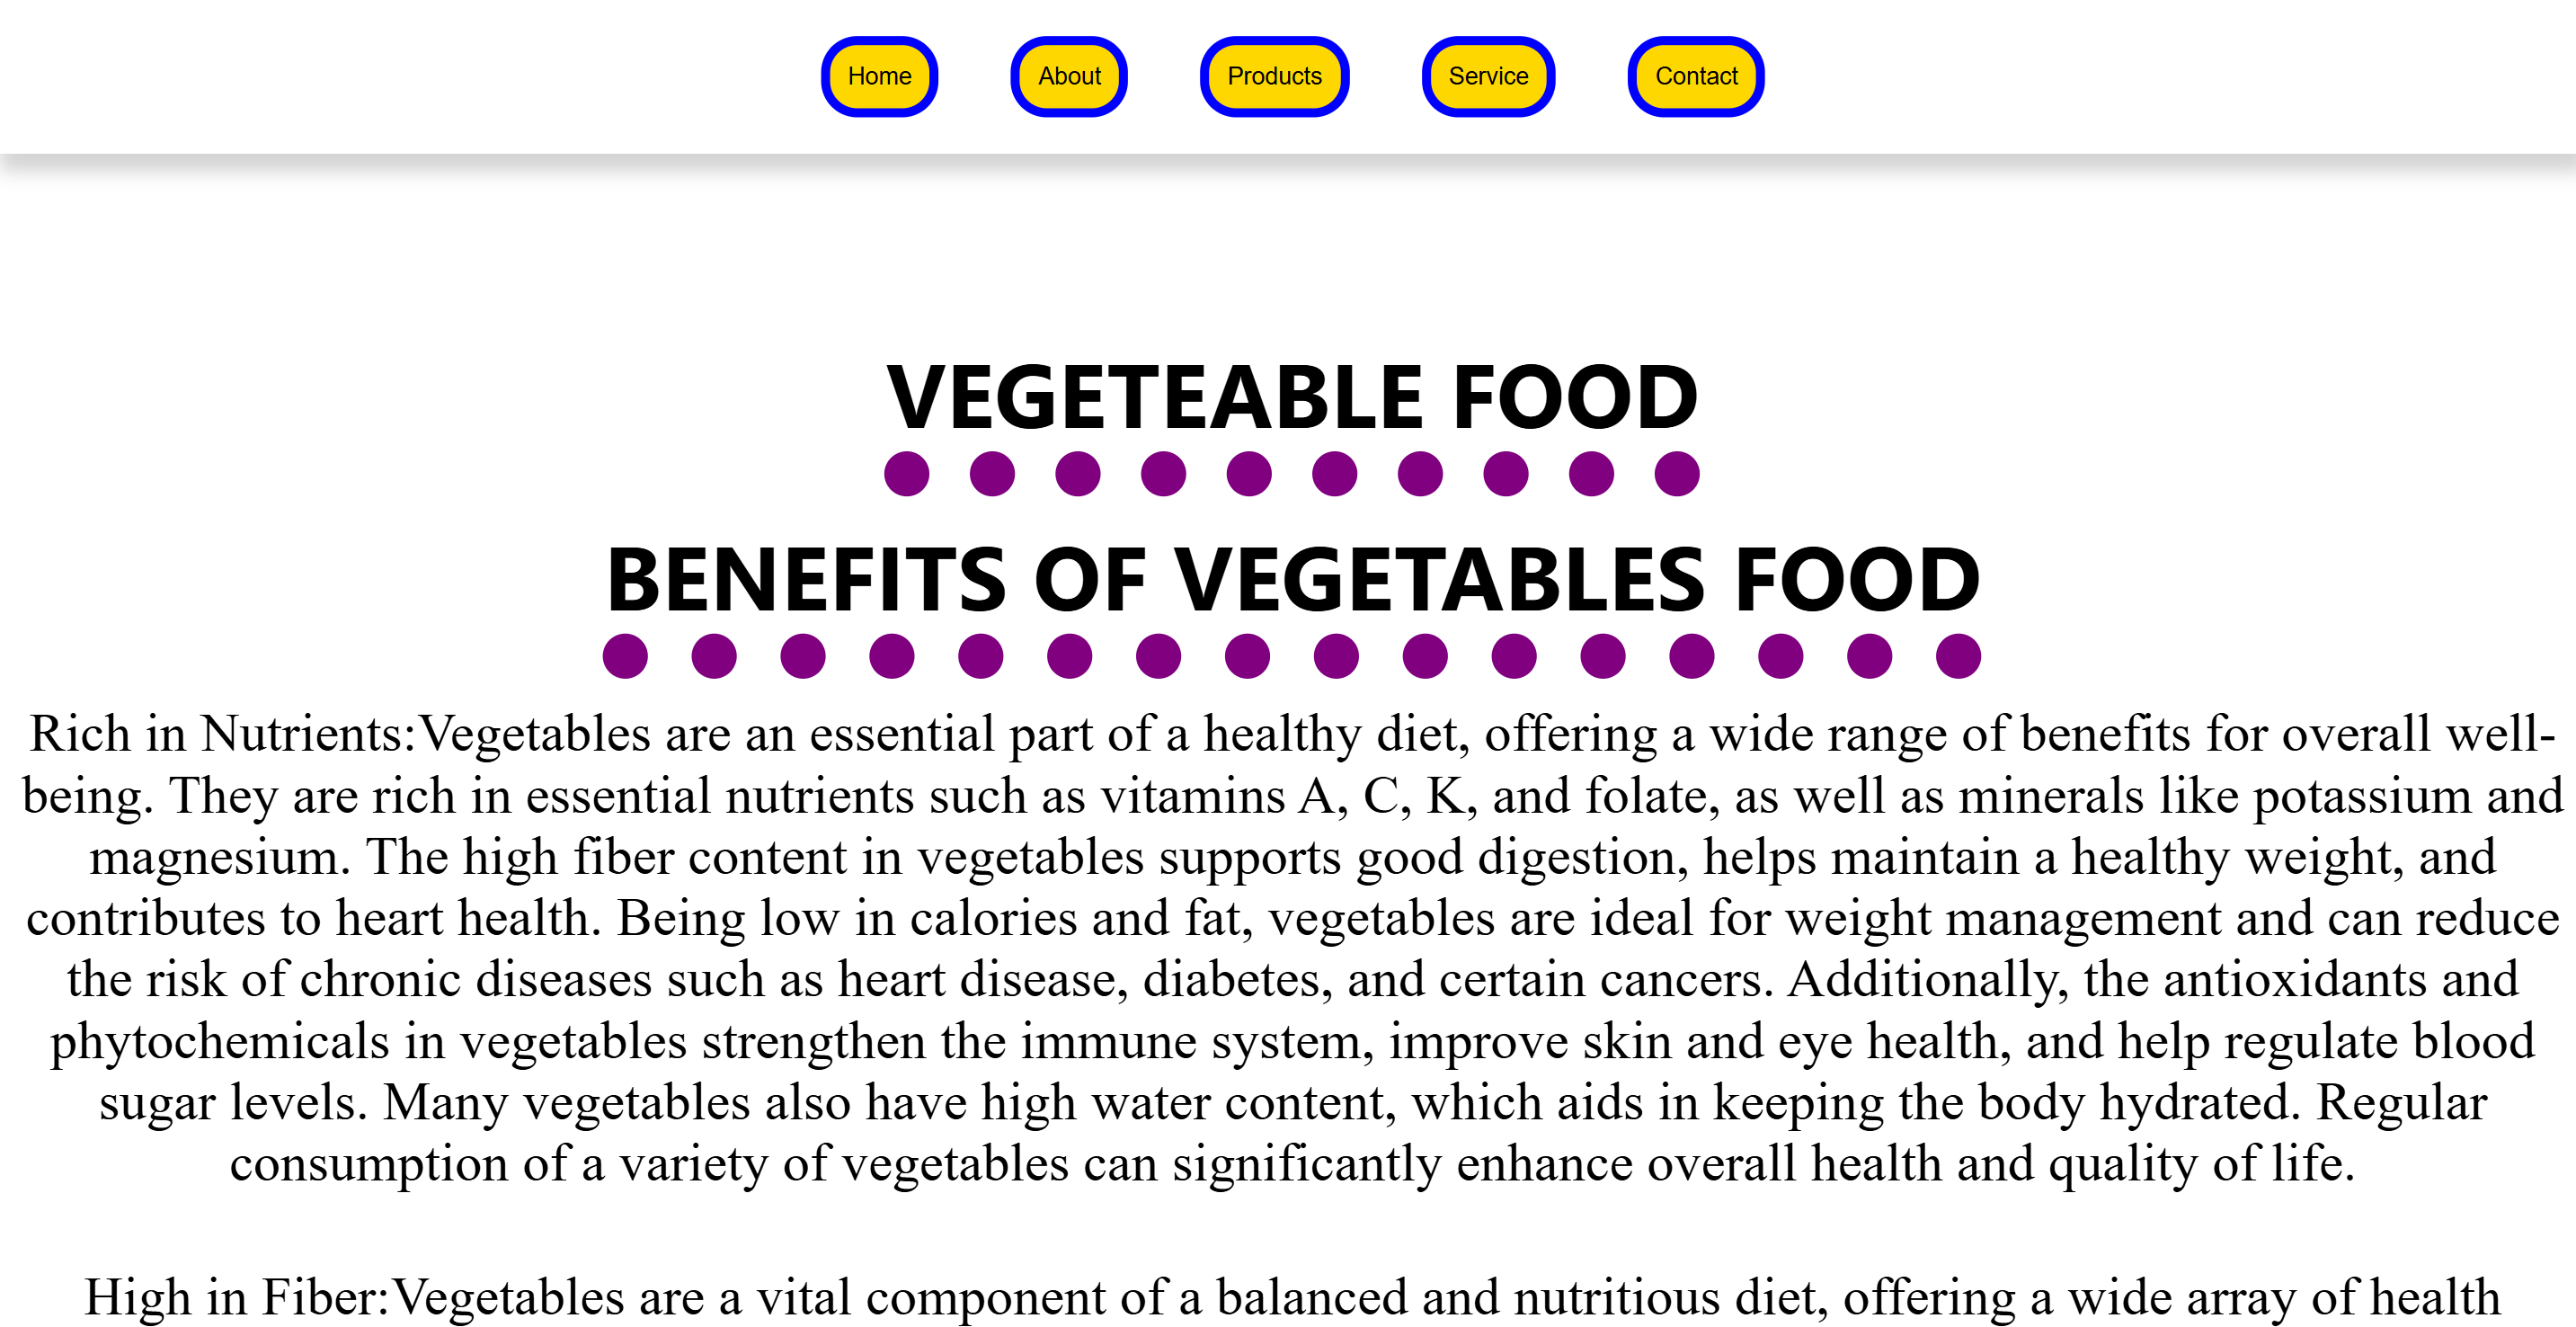 Home About Products Service Contact
VEGETEABLE FOOD
BENEFITS OF VEGETABLES FOOD
Rich in Nutrients:Vegetables are an essential part of a healthy diet, offering a wide range of benefits for overall well-
being. They are rich in essential nutrients such as vitamins A, C, K, and folate, as well as minerals like potassium and
magnesium. The high fiber content in vegetables supports good digestion, helps maintain a healthy weight, and
contributes to heart health. Being low in calories and fat, vegetables are ideal for weight management and can reduce
the risk of chronic diseases such as heart disease, diabetes, and certain cancers. Additionally, the antioxidants and
phytochemicals in vegetables strengthen the immune system, improve skin and eye health, and help regulate blood
sugar levels. Many vegetables also have high water content, which aids in keeping the body hydrated. Regular
consumption of a variety of vegetables can significantly enhance overall health and quality of life.
High in Fiber:Vegetables are a vital component of a balanced and nutritious diet, offering a wide array of health